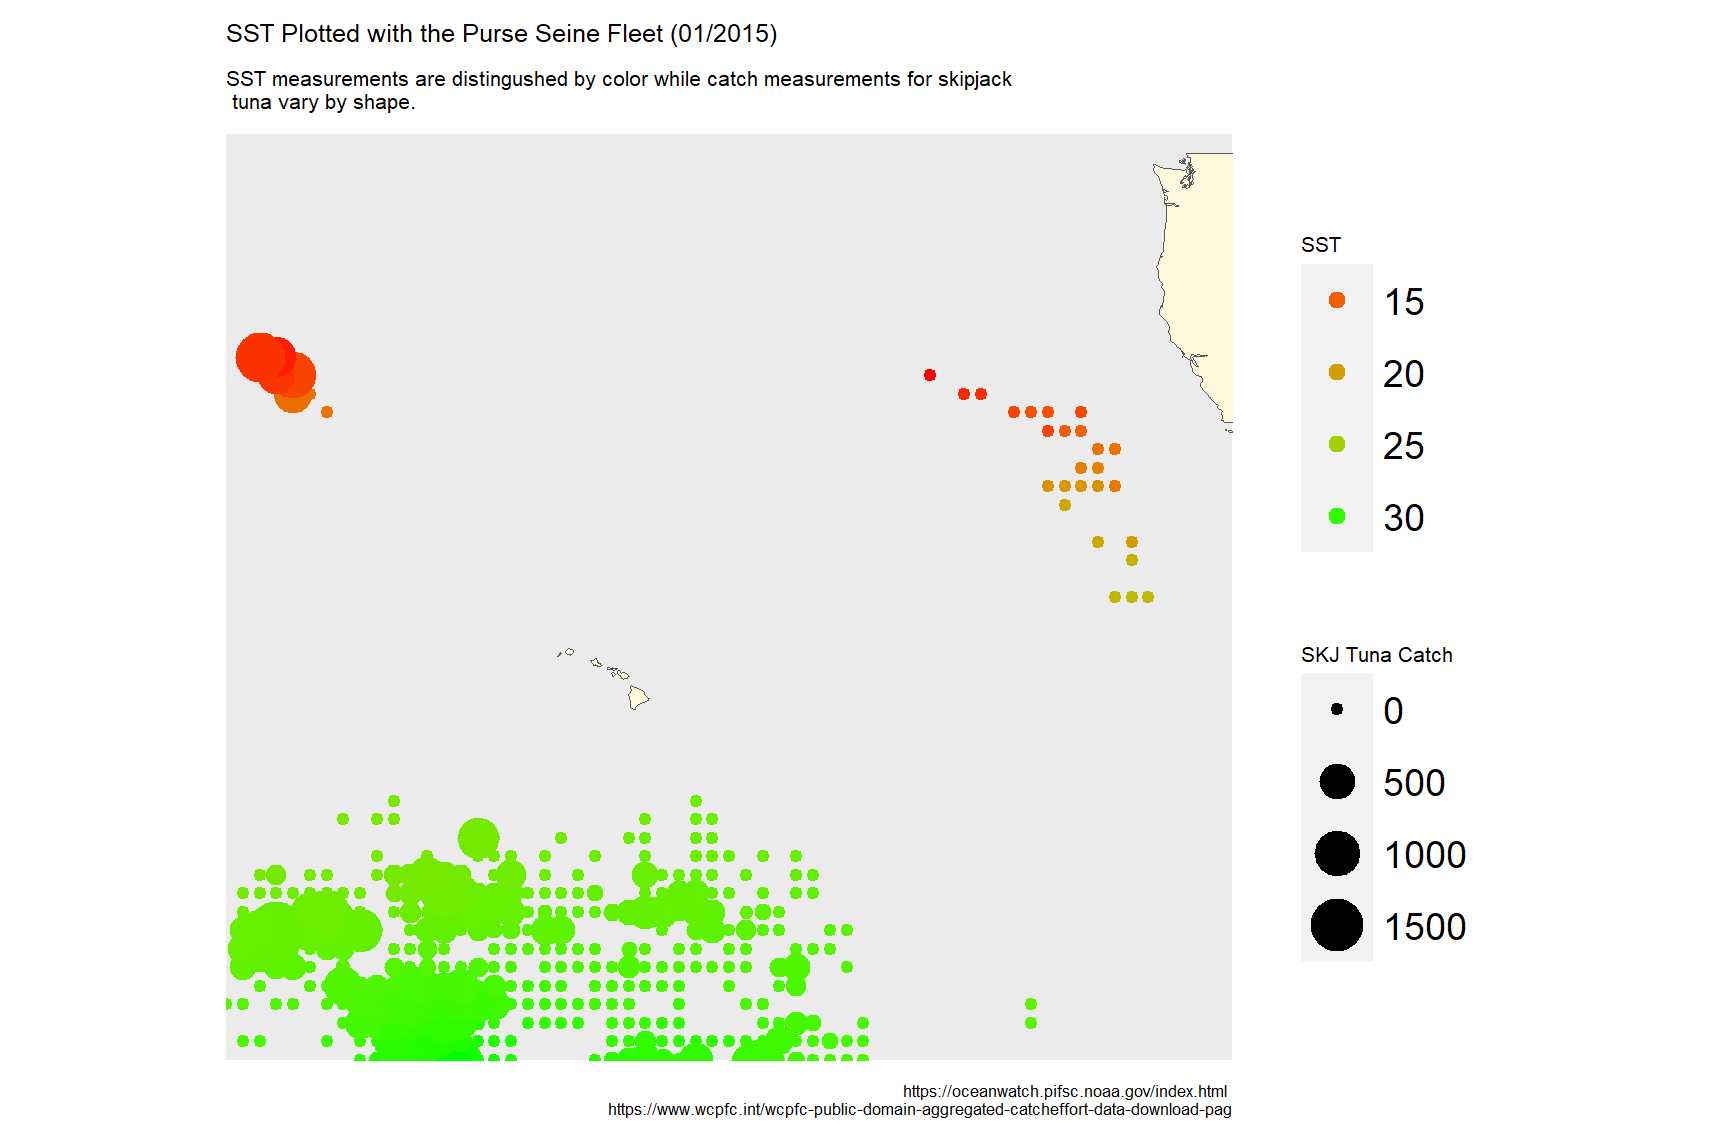 SST Plotted with the Purse Seine Fleet (01/2015)
SST measurements are distingushed by color while catch measurements for skipjack
tuna vary by shape.
SST
15
20
25
30
SKJ Tuna Catch
0
500
1000
1500
https://oceanwatch.pifsc.noaa.gov/index.html
https://www.wcpfc.int/wcpfc-public-domain-aggregated-catcheffort-data-download-pag